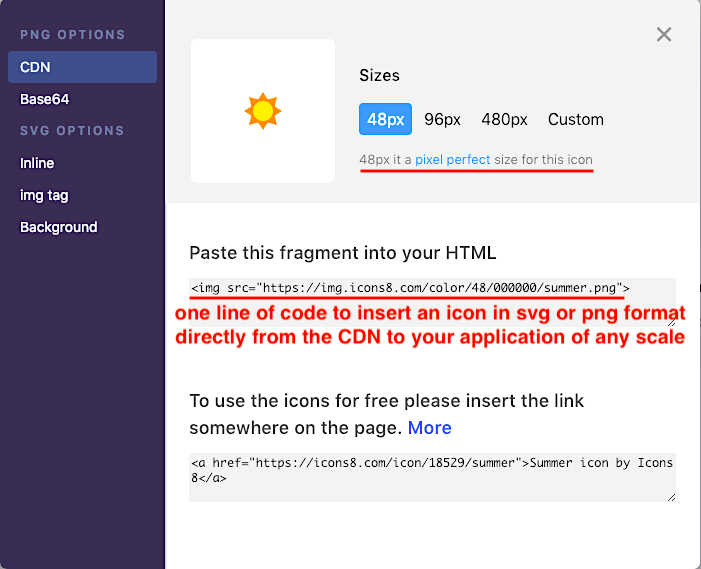 PNG OPTIONS
CDN
Base64
SVG OPTIONS
Inline
img tag
Background
Sizes
48px 96px 480px Custom
48px it a pixel perfect size for this icon
Paste this fragment into your HTML
<img src="https://img.icons8.com/color/48/000000/summer.png">
one line of code to insert an icon in svg or png format
directly from the CDN to your application of any scale
To use the icons for free please insert the link
somewhere on the page. More
<a href="https://icons8.com/icon/18529/summer">Summer icon by Icons
8</a>